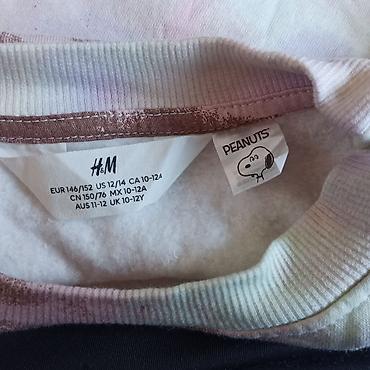 H&M
EUR 146/152 US 12/14 CA 10-12A
CN 150/76 MX 10-12A
AUS 11-12 UK 10-12Y
PEANUTS